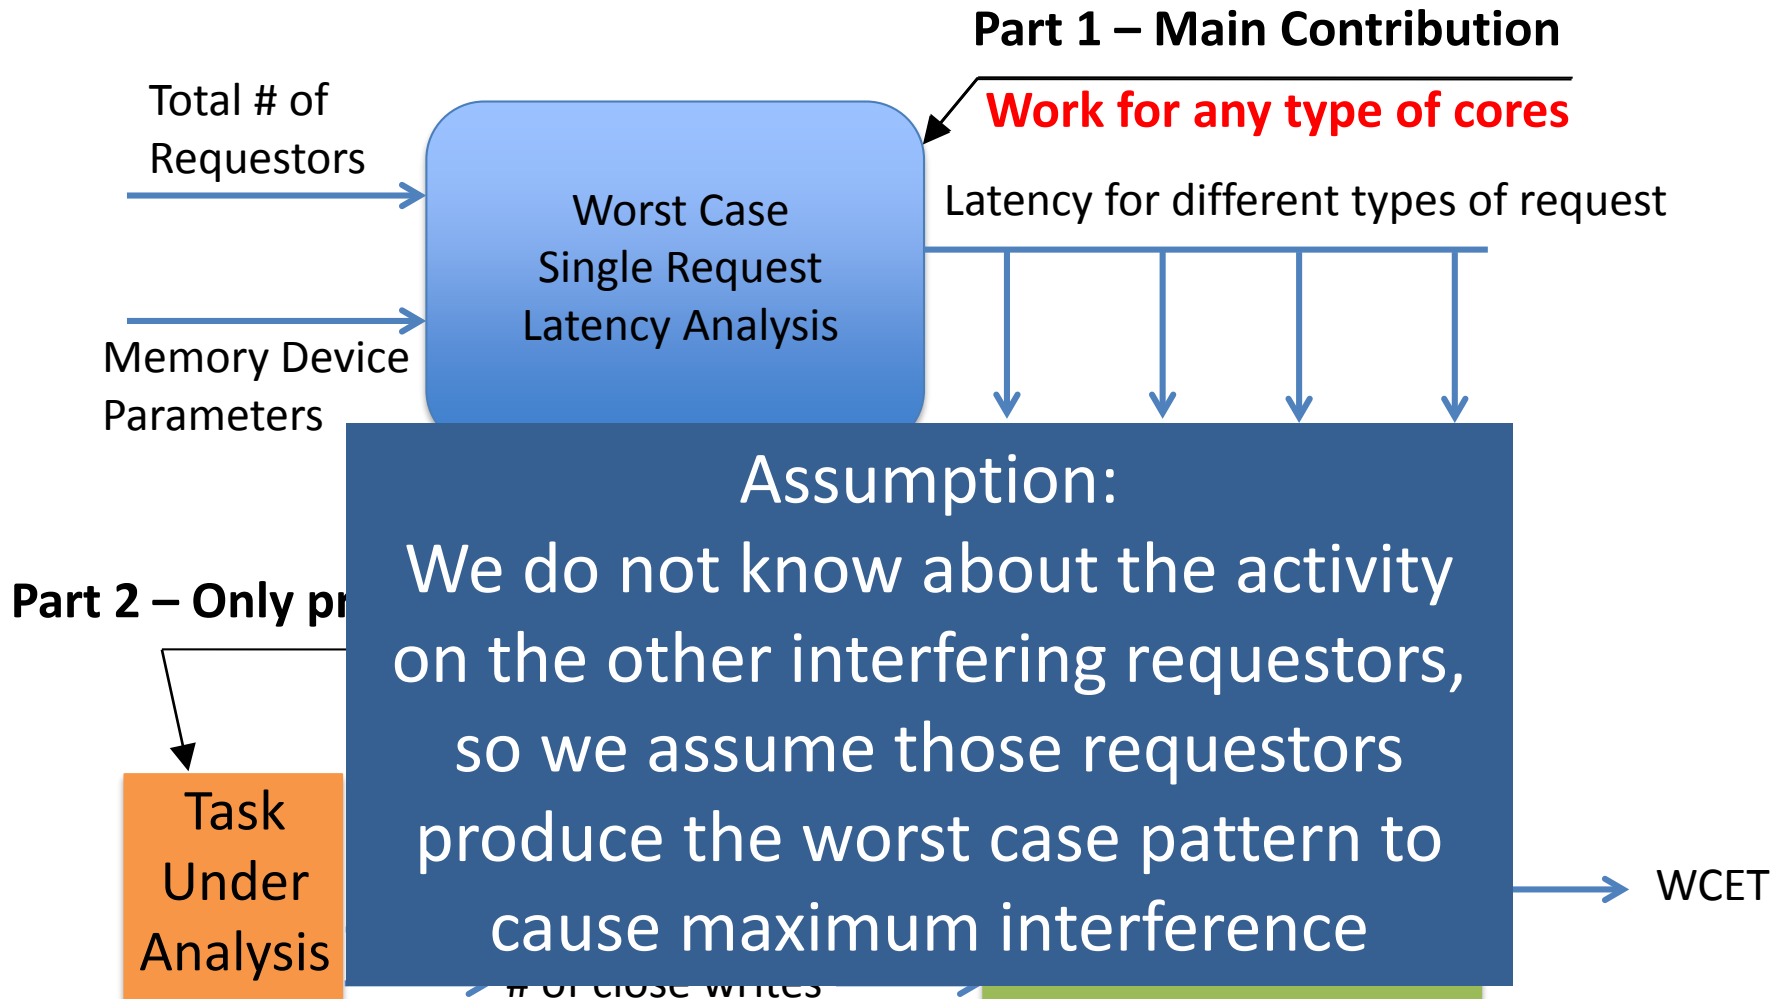 Part 1 – Main Contribution
Work for any type of cores
Total # of
Requestors
Worst Case
Single Request
Latency Analysis
Latency for different types of request
Memory Device
Parameters
Assumption:
We do not know about the activity
on the other interfering requestors,
so we assume those requestors
produce the worst case pattern to
cause maximum interference
Part 2 – Only
Task
Under
Analysis
WCET
# of close writes